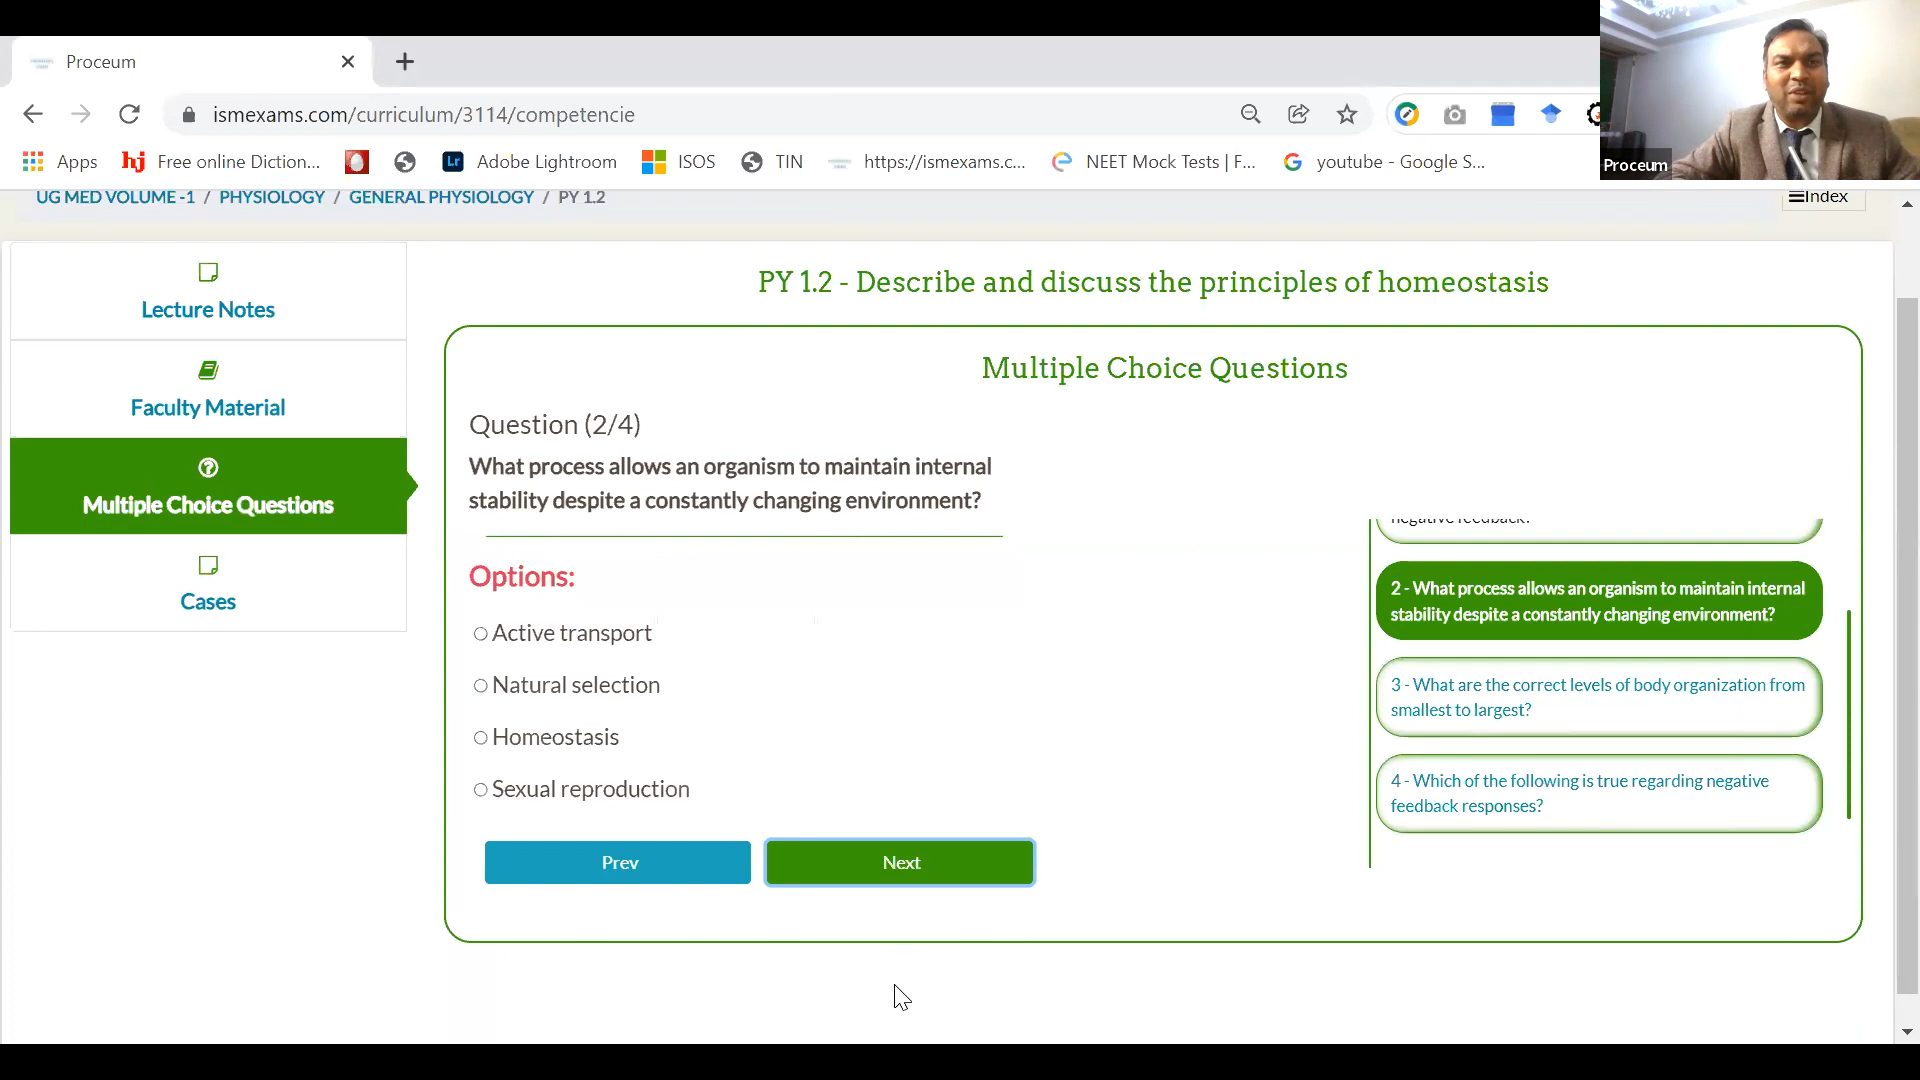 Proceum
ismexams.com/curriculum/3114/competencie
Apps
hj Free online Diction...
Lr Adobe Lightroom
ISOS
TIN
https://ismexams.c...
NEET Mock Tests | F...
youtube - Google S...
Proceum
UG MED VOLUME -1 / PHYSIOLOGY / GENERAL PHYSIOLOGY / PY 1.2
Index
Lecture Notes
Faculty Material
Multiple Choice Questions
Cases
PY 1.2 - Describe and discuss the principles of homeostasis
Multiple Choice Questions
Question (2/4)
What process allows an organism to maintain internal
stability despite a constantly changing environment?
Options:
Active transport
Natural selection
Homeostasis
Sexual reproduction
Prev
Next
negative feedback?
2 - What process allows an organism to maintain internal
stability despite a constantly changing environment?
3 - What are the correct levels of body organization from
smallest to largest?
4 - Which of the following is true regarding negative
feedback responses?